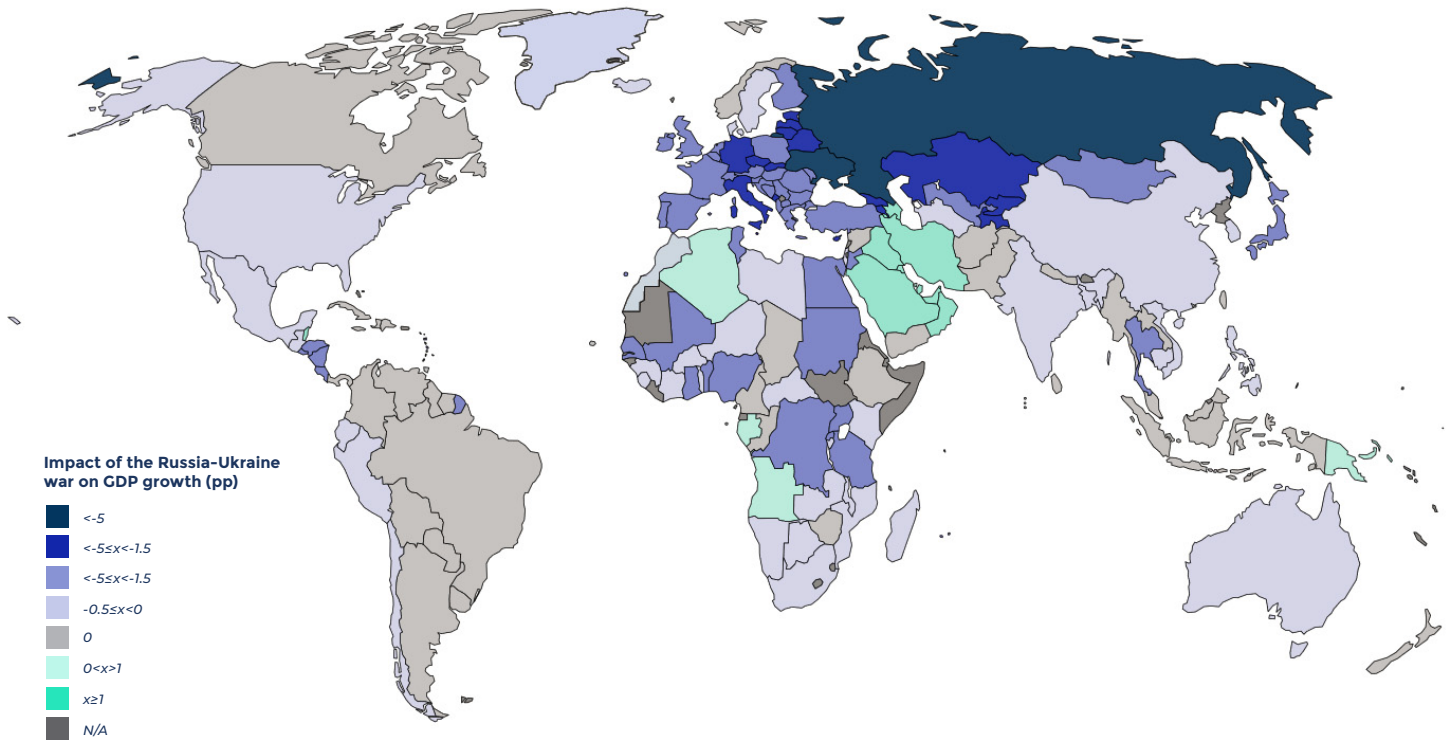 Impact of the Russia-Ukraine
war on GDP growth (pp)
<-5
<-5≤x<-1.5
<-5≤x<-1.5
-0.5≤x<0
0
0<x>1
x≥1
N/A